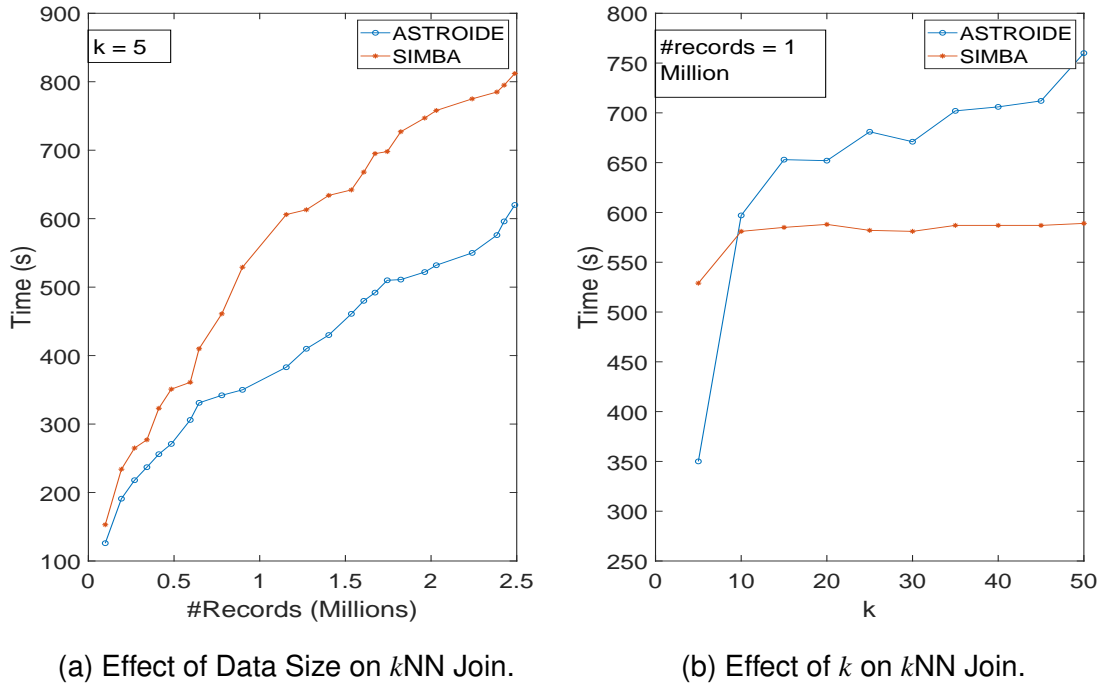 900
800
700
600
500
400
300
200
100
Time (s)
k = 5
ASTROIDE
SIMBA
0
0.5
1
1.5
2
2.5
#Records (Millions)
(a) Effect of Data Size on kNN Join.
800
750
700
650
600
550
500
450
400
350
300
250
Time (s)
#records = 1
Million
ASTROIDE
SIMBA
0
10
20
30
40
50
k
(b) Effect of k on kNN Join.